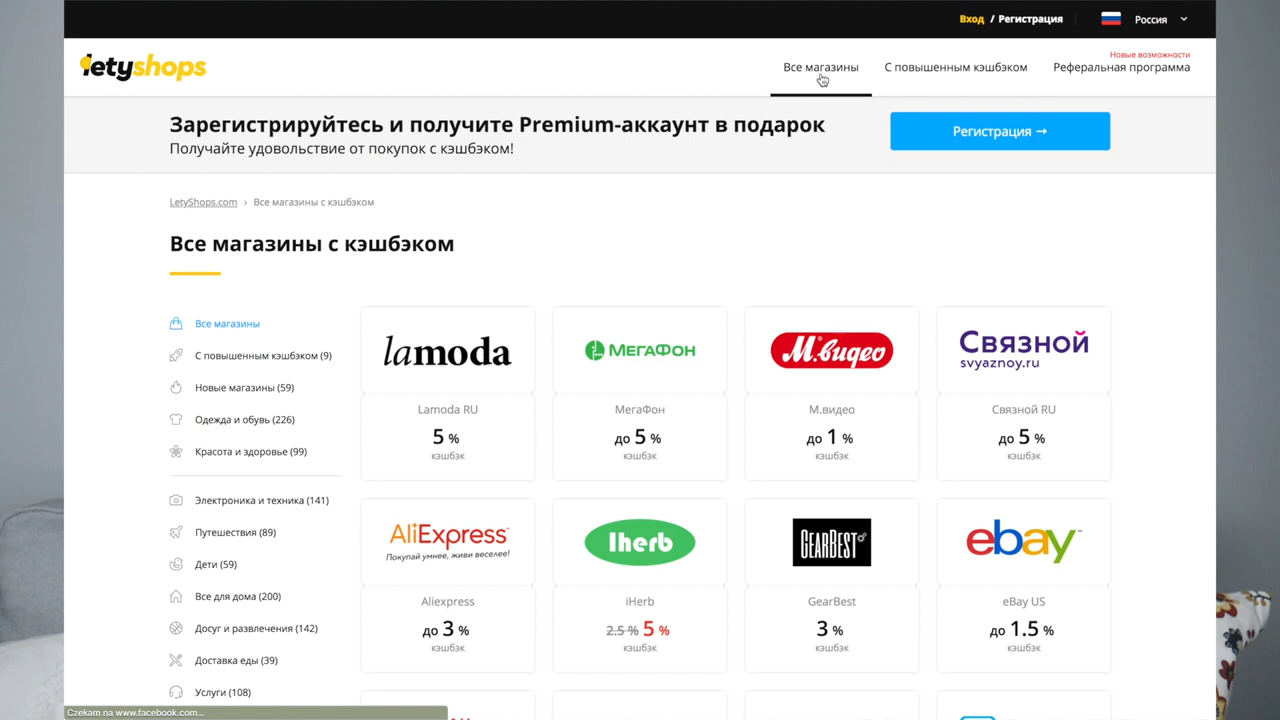 Вход / Регистрация
Россия
letyshops
Все магазины
С повышенным кэшбэком
Новые возможности
Реферальная программа
Зарегистрируйтесь и получите Premium-аккаунт в подарок
Получайте удовольствие от покупок с кэшбэком!
Регистрация →
LetyShops.com › Все магазины с кэшбэком
Все магазины с кэшбэком
Все магазины
С повышенным кэшбэком (9)
Новые магазины (59)
Одежда и обувь (226)
Красота и здоровье (99)
Электроника и техника (141)
Путешествия (89)
Дети (59)
Все для дома (200)
Досуг и развлечения (142)
Доставка еды (39)
Услуги (108)
lamoda
Lamoda RU
5 %
кэшбэк
МЕГАФОН
МегаФон
до 5 %
кэшбэк
М.видео
М.видео
до 1 %
кэшбэк
Связной
svyaznoy.ru
Связной RU
до 5 %
кэшбэк
AliExpress™
Покупай умнее, живи веселее!
Aliexpress
до 3 %
кэшбэк
Iherb
iHerb
2.5 % 5 %
кэшбэк
GEARBEST
GearBest
3 %
кэшбэк
ebay™
eBay US
до 1.5 %
кэшбэк
Czekam na www.facebook.com...